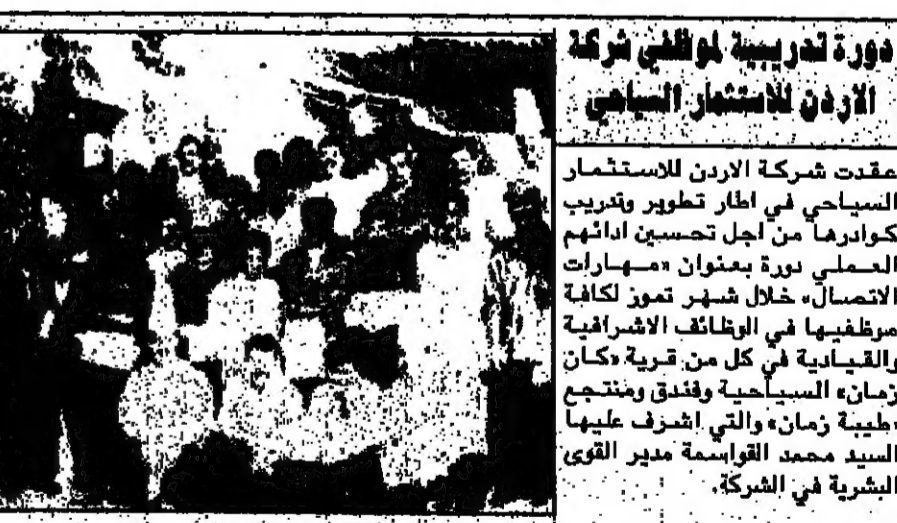 دورة تدريبية لموظفي شركة
الاردن للاستثمار السياحي
عقدت شركة الاردن للاستثمار
السياحي في اطار تطوير وتدريب
كوادرها من اجل تحسين ادائهم
العملي دورة بعنوان «مهارات
الاتصال» خلال شهر تموز لكافة
موظفيها في الوظائف الاشرافية
والقيادية في كل من قرية «كان
زمان» السياحية وفندق ومنتجع
«طيبة زمان» والتي اشرف عليها
السيد محمد القواسمة مدير القوى
البشرية في الشركة.